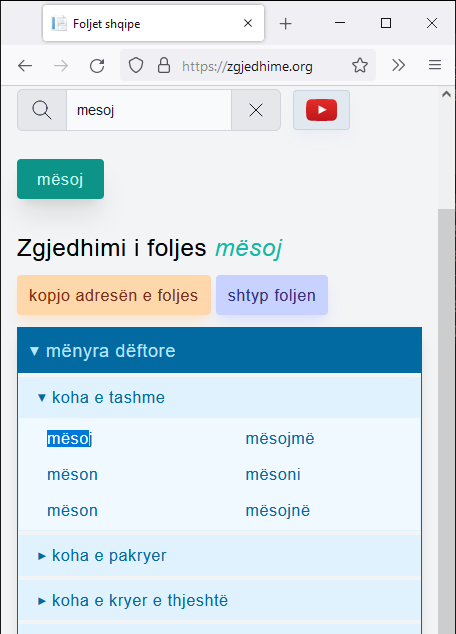 Foljet shqipe
https://zgjedhime.org
mesoj
mësoj
Zgjedhimi i foljes mësoj
kopjo adresën e foljes shtyp foljen
▾ mënyra dëftore
▾ koha e tashme
mësoj mësojmë
mëson mësoni
mëson mësojnë
▸ koha e pakryer
▸ koha e kryer e thjeshtë